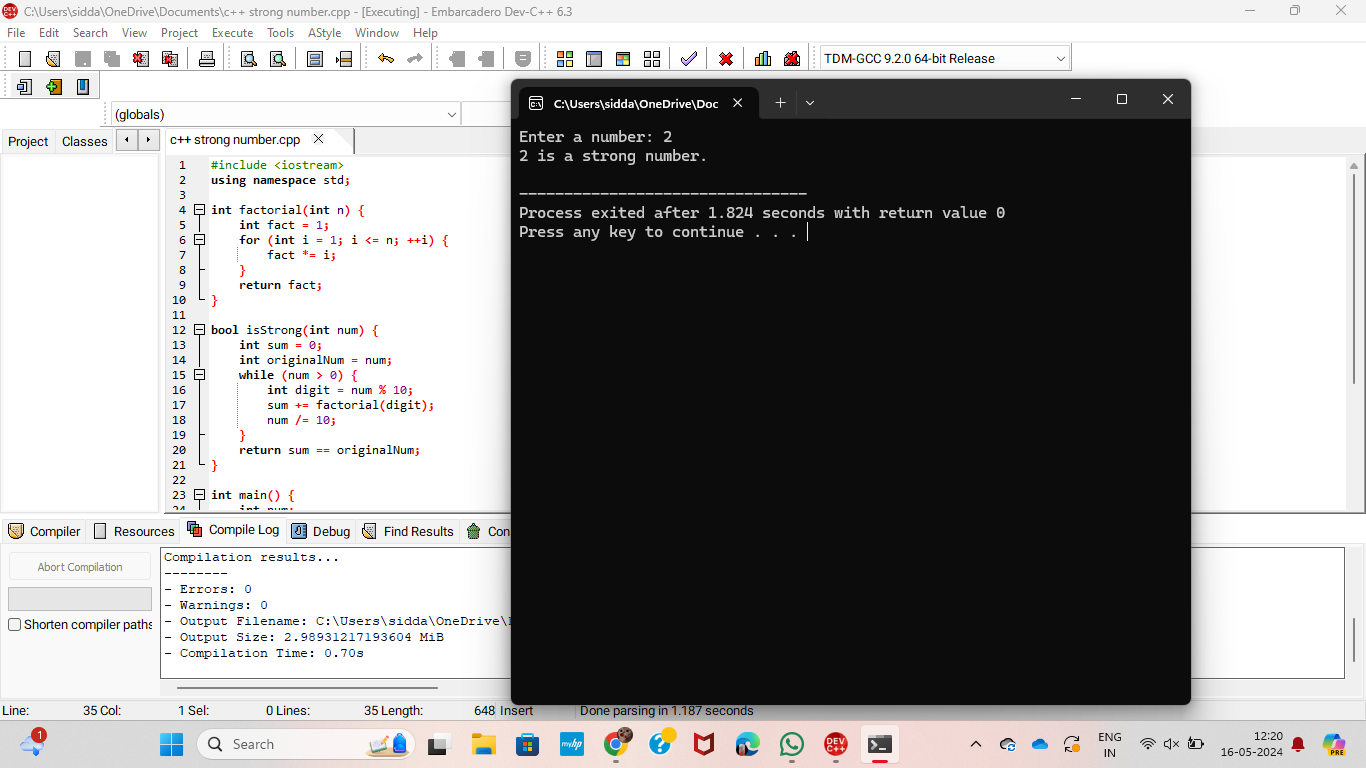 C:\Users\sidda\OneDrive\Documents\c++ strong number.cpp - [Executing] - Embarcadero Dev-C++ 6.3
File Edit Search View Project Execute Tools AStyle Window Help
TDM-GCC 9.2.0 64-bit Release
(globals)
Project Classes
c++ strong number.cpp
1 #include <iostream>
2 using namespace std;
3
4 int factorial(int n) {
5 int fact = 1;
6 for (int i = 1; i <= n; ++i) {
7 fact *= i;
8 }
9 return fact;
10 }
11
12 bool isStrong(int num) {
13 int sum = 0;
14 int originalNum = num;
15 while (num > 0) {
16 int digit = num % 10;
17 sum += factorial(digit);
18 num /= 10;
19 }
20 return sum == originalNum;
21 }
22
23 int main() {
24 int num;
C:\Users\sidda\OneDrive\Doc
Enter a number: 2
2 is a strong number.
--------------------------------
Process exited after 1.824 seconds with return value 0
Press any key to continue . . .
Compiler Resources Compile Log Debug Find Results Con
Abort Compilation
Shorten compiler paths
Compilation results...
--------
- Errors: 0
- Warnings: 0
- Output Filename: C:\Users\sidda\OneDrive\
- Output Size: 2.98931217193604 MiB
- Compilation Time: 0.70s
Line: 35 Col: 1 Sel: 0 Lines: 35 Length: 648 Insert Done parsing in 1.187 seconds
1
Search
myhp
DEV C++
ENG
IN
12:20
16-05-2024
PRE